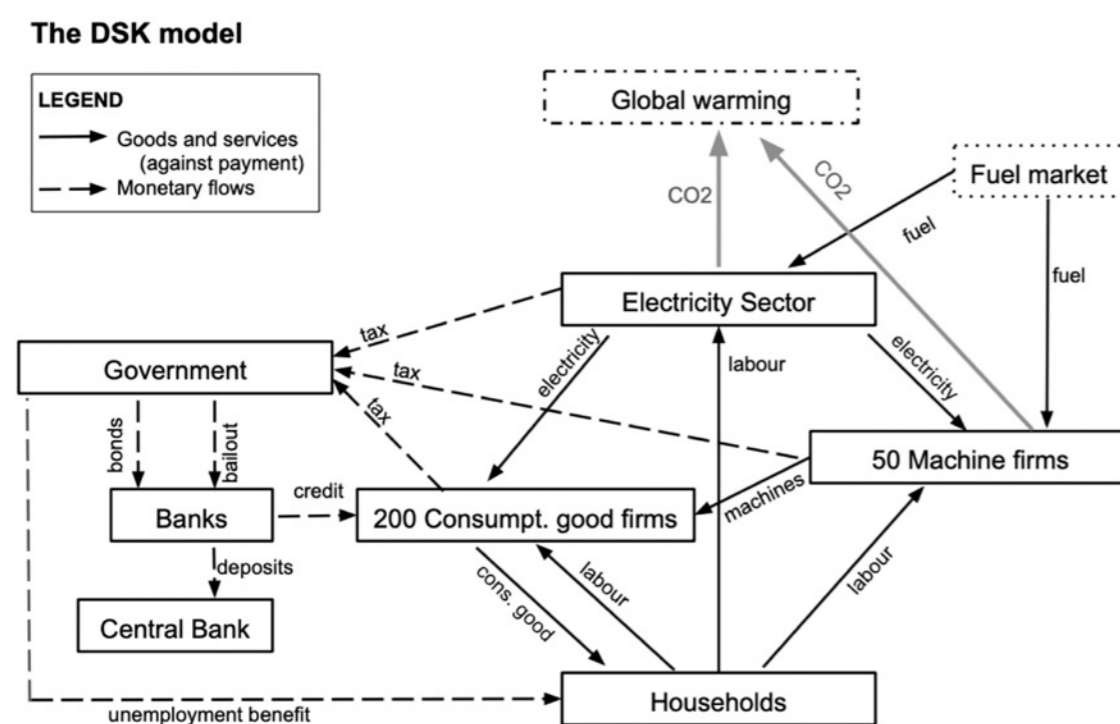 The DSK model
LEGEND
Goods and services
(against payment)
Monetary flows
Global warming
Fuel market
CO2
CO2
fuel
fuel
Electricity Sector
tax
electricity
labour
electricity
Government
tax
tax
bonds
bailout
50 Machine firms
credit
machines
Banks
200 Consumpt. good firms
deposits
cons. good
labour
labour
Central Bank
Households
unemployment benefit